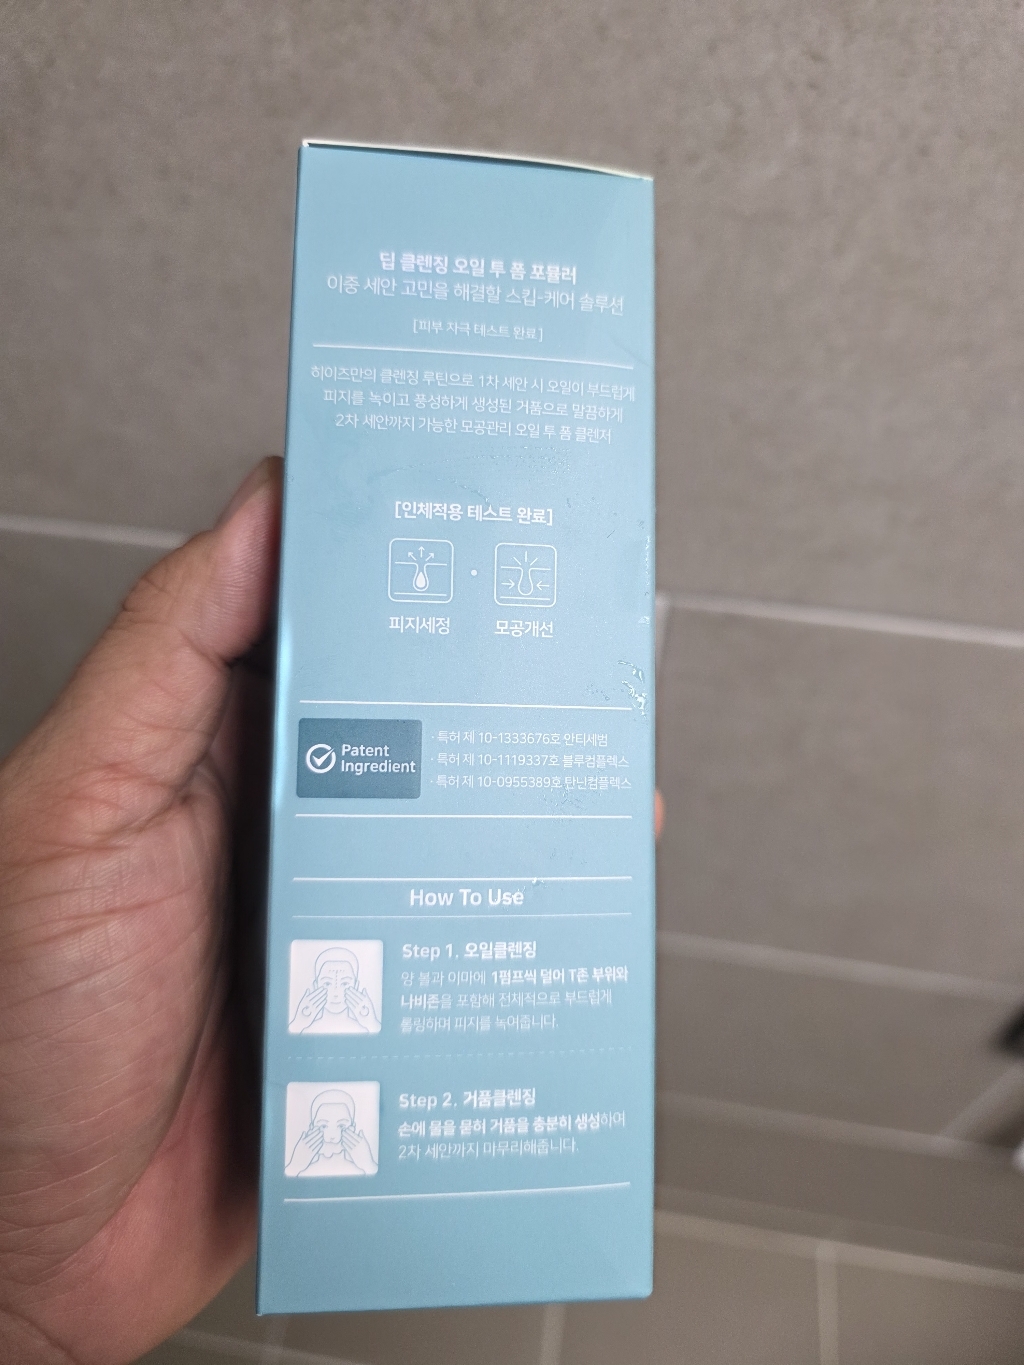 딥 클렌징 오일 투 폼 포뮬러
이중 세안 고민을 해결할 스킵-케어 솔루션
[피부 자극 테스트 완료]
히이즈만의 클렌징 루틴으로 1차 세안 시 오일이 부드럽게
피지를 녹이고 풍성하게 생성된 거품으로 말끔하게
2차 세안까지 가능한 모공관리 오일 투 폼 클렌저
[인체적용 테스트 완료]
피지세정 · 모공개선
Patent
Ingredient
· 특허 제 10-1333676호 안티세범
· 특허 제 10-1119337호 블루컴플렉스
· 특허 제 10-0955389호 탄닌컴플렉스
How To Use
Step 1. 오일클렌징
양 볼과 이마에 1펌프씩 덜어 T존 부위와
나비존을 포함해 전체적으로 부드럽게
롤링하며 피지를 녹여줍니다.
Step 2. 거품클렌징
손에 물을 묻혀 거품을 충분히 생성하여
2차 세안까지 마무리해줍니다.